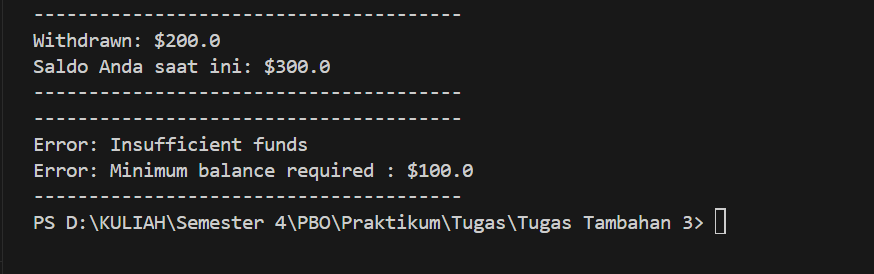 ---------------------------------------
Withdrawn: $200.0
Saldo Anda saat ini: $300.0
---------------------------------------
---------------------------------------
Error: Insufficient funds
Error: Minimum balance required : $100.0
---------------------------------------
PS D:\KULIAH\Semester 4\PBO\Praktikum\Tugas\Tugas Tambahan 3>